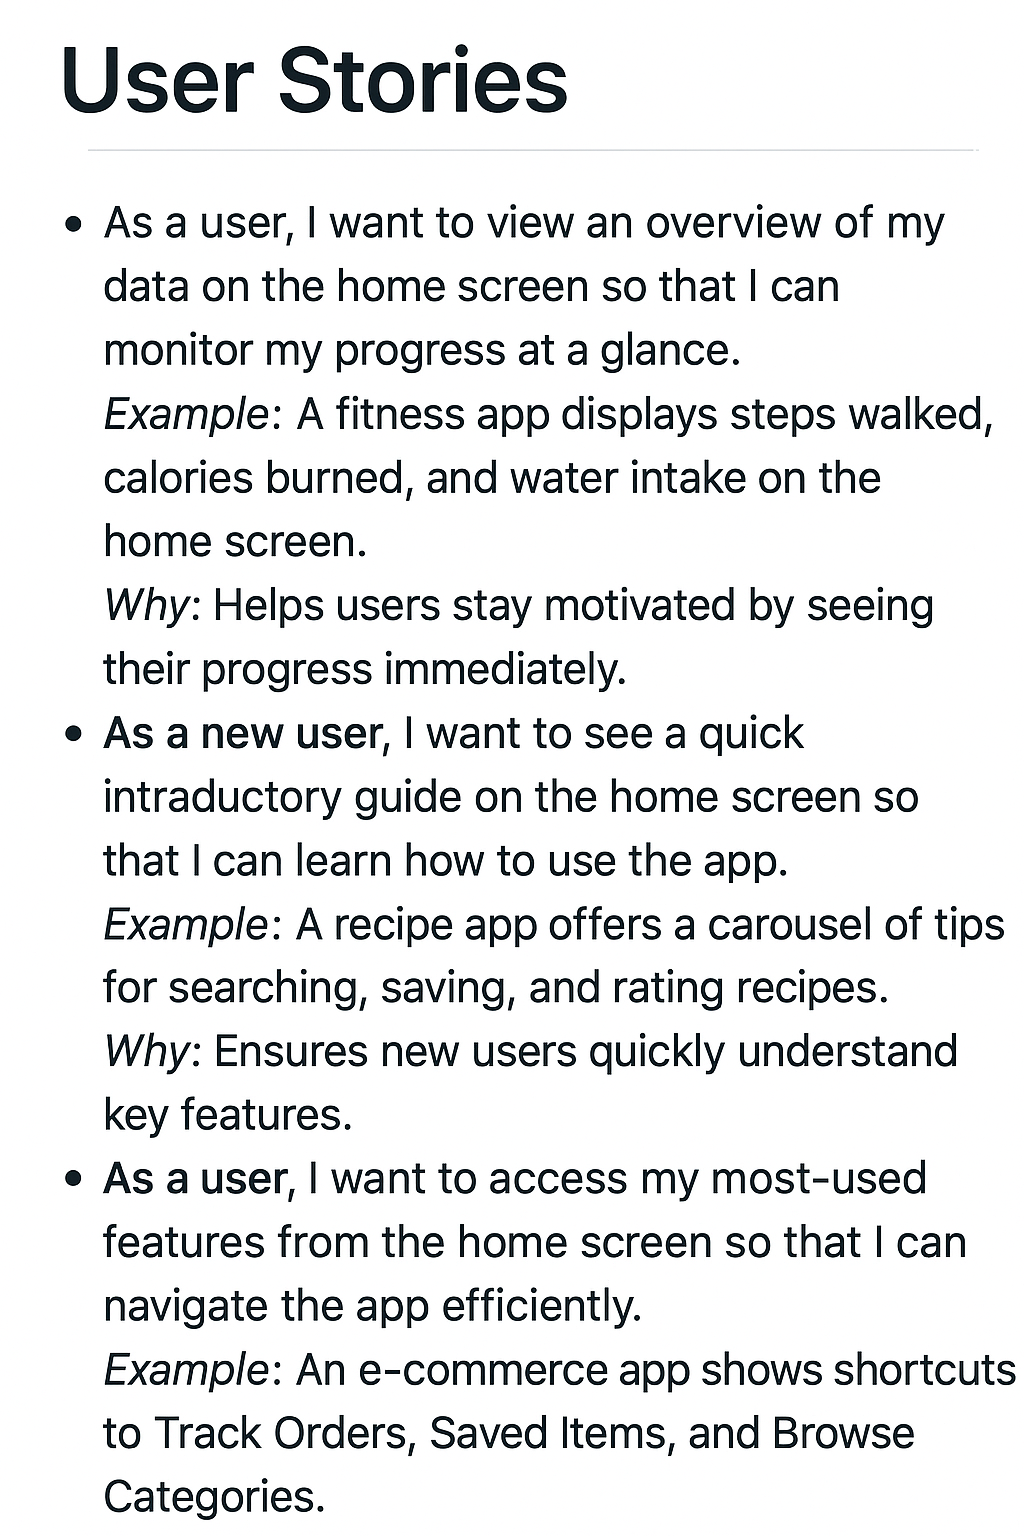 User Stories
• As a user, I want to view an overview of my
data on the home screen so that I can
monitor my progress at a glance.
Example: A fitness app displays steps walked,
calories burned, and water intake on the
home screen.
Why: Helps users stay motivated by seeing
their progress immediately.
• As a new user, I want to see a quick
intraductory guide on the home screen so
that I can learn how to use the app.
Example: A recipe app offers a carousel of tips
for searching, saving, and rating recipes.
Why: Ensures new users quickly understand
key features.
• As a user, I want to access my most-used
features from the home screen so that I can
navigate the app efficiently.
Example: An e-commerce app shows shortcuts
to Track Orders, Saved Items, and Browse
Categories.